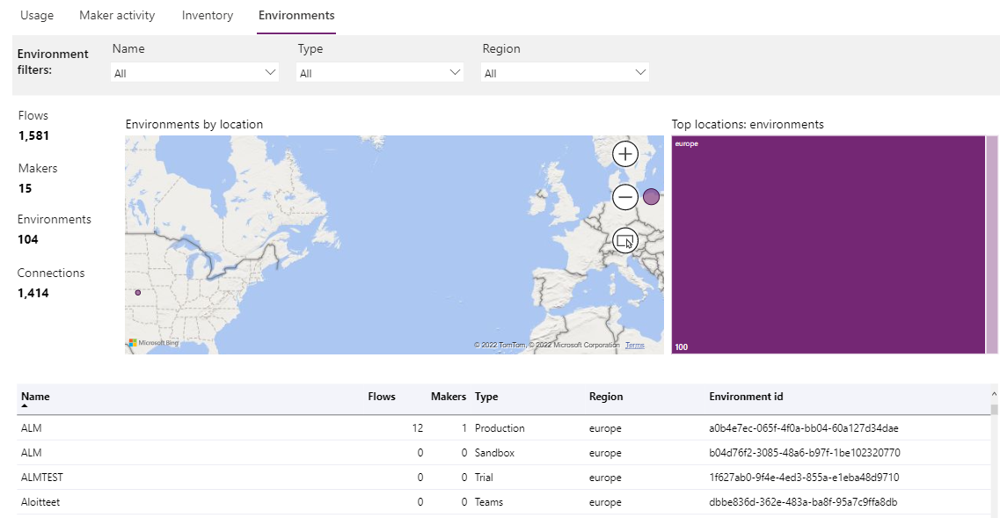 Usage Maker activity Inventory Environments
Environment filters:
Name Type Region
All All All
Flows
1,581
Makers
15
Environments
104
Connections
1,414
Environments by location
Microsoft Bing
© 2022 TomTom, © 2022 Microsoft Corporation Terms
Top locations: environments
europe
100
Name Flows Makers Type Region Environment id
ALM 12 1 Production europe a0b4e7ec-065f-4f0a-bb04-60a127d34dae
ALM 0 0 Sandbox europe b04d76f2-3085-48a6-b97f-1be102320770
ALMTEST 0 0 Trial europe 1f627ab0-9f4e-4ed3-855a-e1eba48d9710
Aloitteet 0 0 Teams europe dbbe836d-362e-483a-ba8f-95a7c9ffa8db